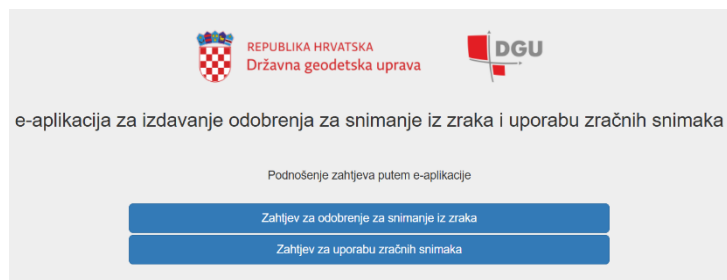 REPUBLIKA HRVATSKA
Državna geodetska uprava
DGU
e-aplikacija za izdavanje odobrenja za snimanje iz zraka i uporabu zračnih snimaka
Podnošenje zahtjeva putem e-aplikacije
Zahtjev za odobrenje za snimanje iz zraka
Zahtjev za uporabu zračnih snimaka